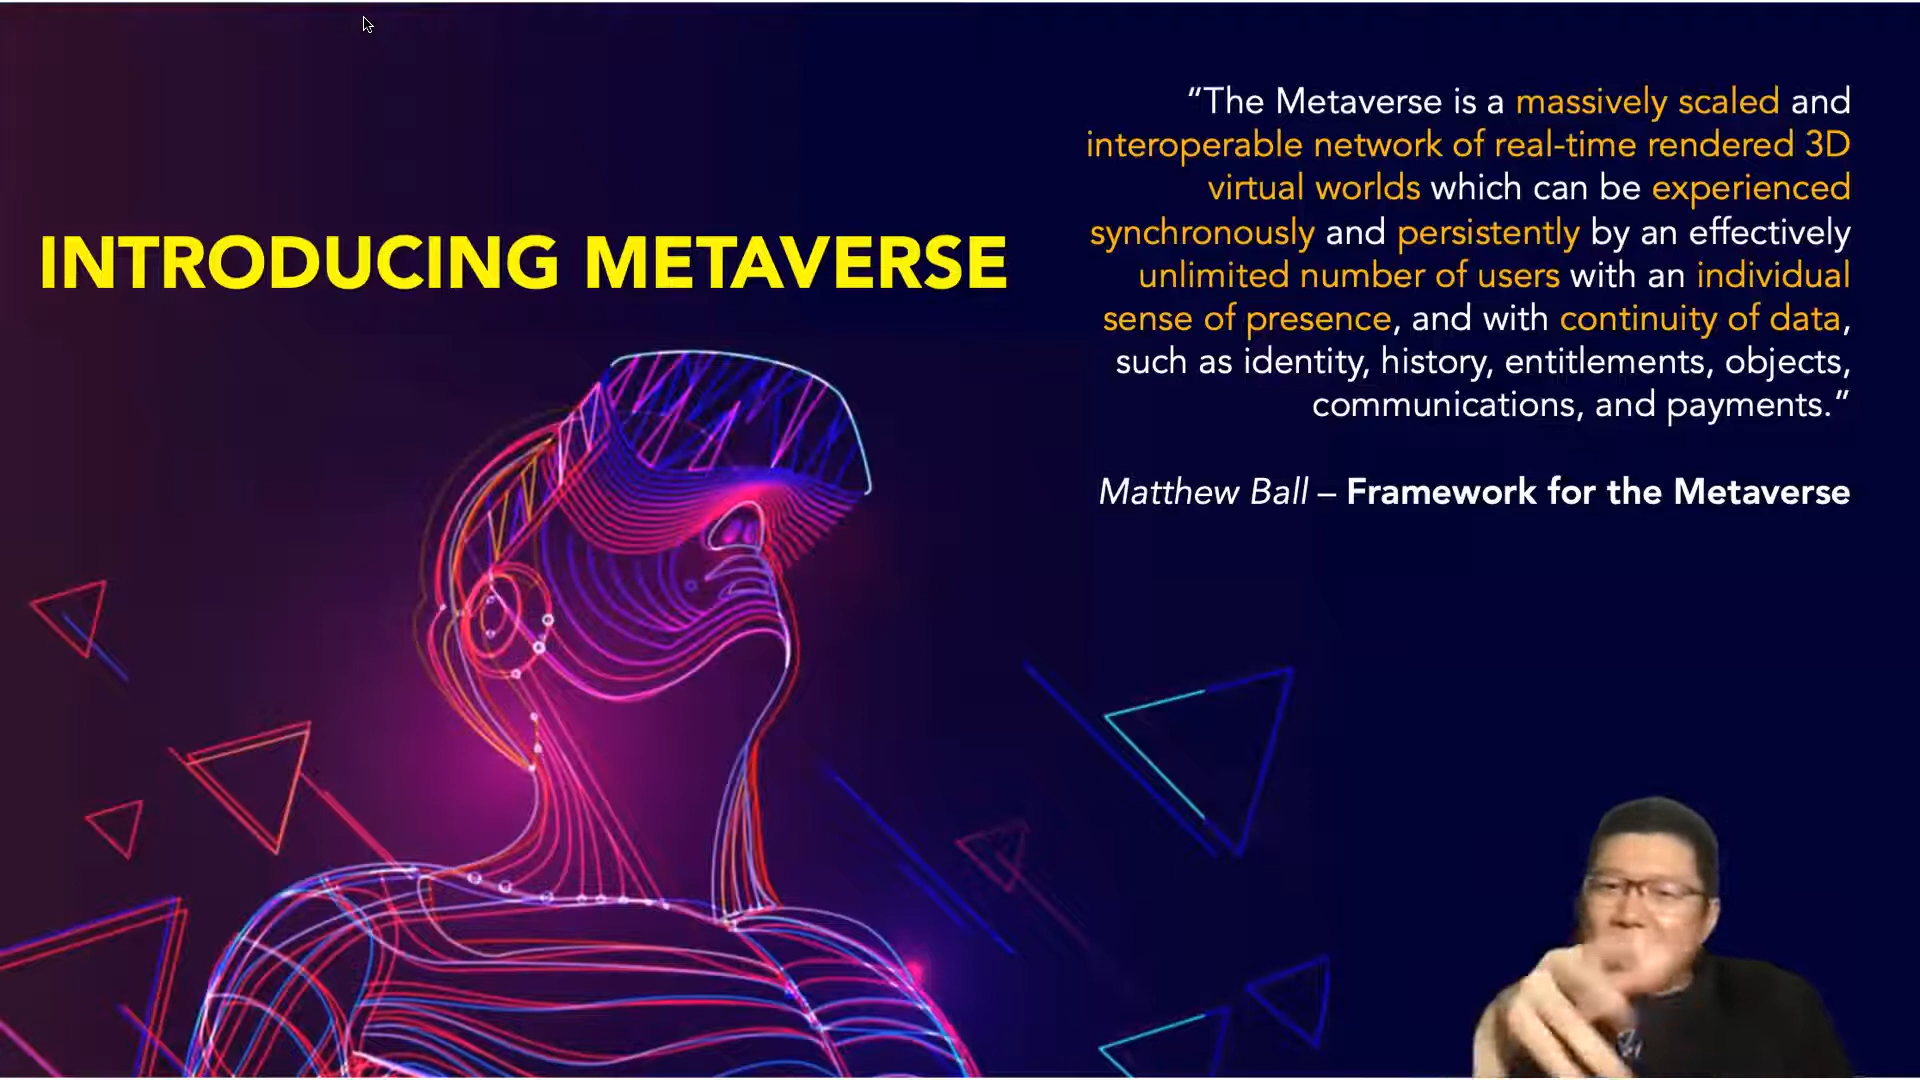 INTRODUCING METAVERSE
“The Metaverse is a massively scaled and
interoperable network of real-time rendered 3D
virtual worlds which can be experienced
synchronously and persistently by an effectively
unlimited number of users with an individual
sense of presence, and with continuity of data,
such as identity, history, entitlements, objects,
communications, and payments.”
Matthew Ball – Framework for the Metaverse